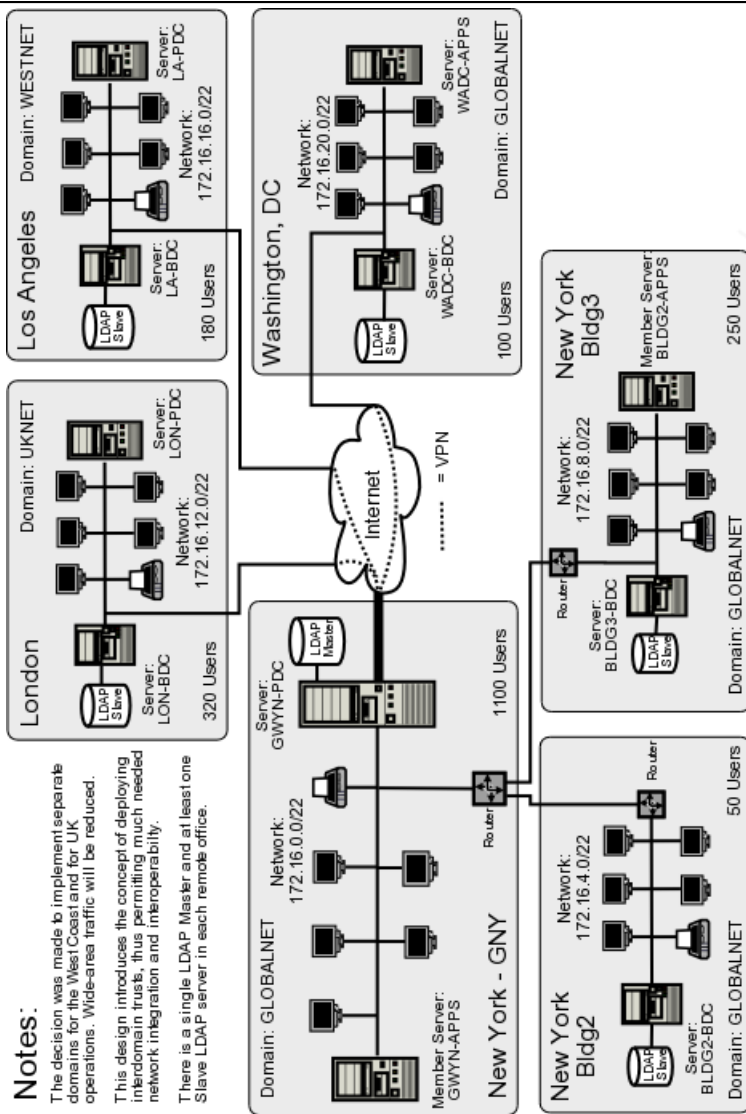 Notes:
The decision was made to implement separate
domains for the West Coast and for UK
operations. Wide-area traffic will be reduced.
This design introduces the concept of deploying
interdomain trusts, thus permitting much needed
network integration and interoperabilty.
There is a single LDAP Master and at least one
Slave LDAP server in each remote office.
London
Domain: UKNET
LDAP
Slave
Server:
LON-BDC
Network:
172.16.12.0/22
Server:
LON-PDC
320 Users
Los Angeles
Domain: WESTNET
LDAP
Slave
Server:
LA-BDC
Network:
172.16.16.0/22
Server:
LA-PDC
180 Users
Domain: GLOBALNET
Network:
172.16.0.0/22
Server:
GWYN-PDC
LDAP
Master
Member Server:
GWYN-APPS
1100 Users
Router
New York - GNY
Internet
= VPN
Washington, DC
Network:
172.16.20.0/22
LDAP
Slave
Server:
WADC-BDC
Server:
WADC-APPS
100 Users
Domain: GLOBALNET
New York
Bldg2
Network:
172.16.4.0/22
Router
LDAP
Slave
Server:
BLDG2-BDC
50 Users
Domain: GLOBALNET
New York
Bldg3
Router
Network:
172.16.8.0/22
Server:
BLDG3-BDC
LDAP
Slave
Member Server:
BLDG2-APPS
Domain: GLOBALNET
250 Users